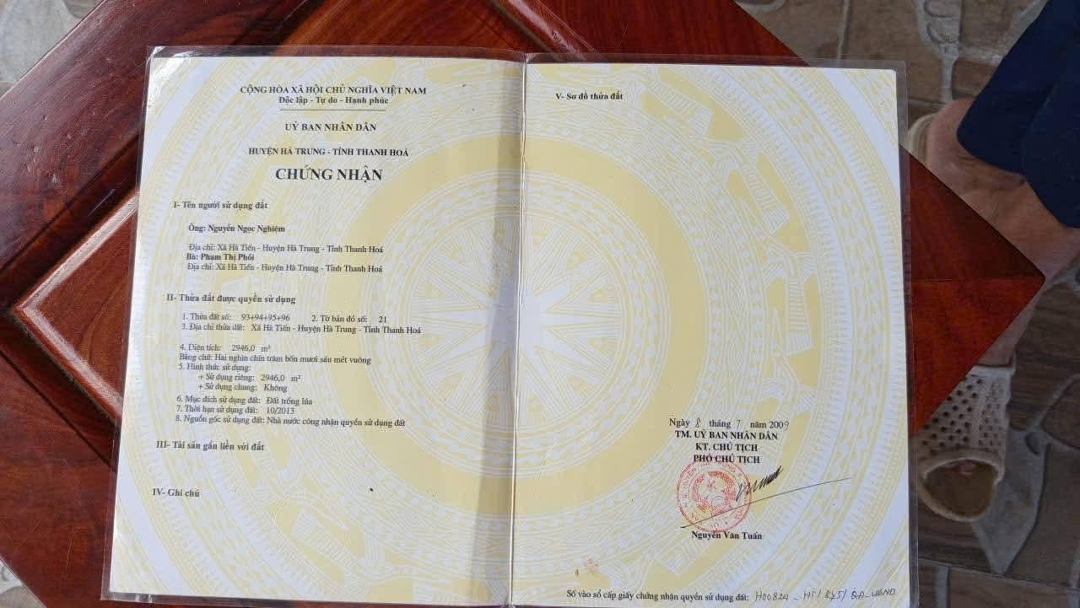 CỘNG HÒA XÃ HỘI CHỦ NGHĨA VIỆT NAM
Độc lập - Tự do - Hạnh phúc
UỶ BAN NHÂN DÂN
HUYỆN HÀ TRUNG - TỈNH THANH HOÁ
CHỨNG NHẬN
I- Tên người sử dụng đất
Ông: Nguyễn Ngọc Nghiệm
Địa chỉ: Xã Hà Tiến - Huyện Hà Trung - Tỉnh Thanh Hoá
Bà: Phạm Thị Phôi
Địa chỉ: Xã Hà Tiến - Huyện Hà Trung - Tỉnh Thanh Hoá
II- Thửa đất được quyền sử dụng
1. Thửa đất số: 93+94+95+96 2. Tờ bản đồ số: 21
3. Địa chỉ thửa đất: Xã Hà Tiến - Huyện Hà Trung - Tỉnh Thanh Hoá
4. Diện tích: 2946,0 m²
Bằng chữ: Hai nghìn chín trăm bốn mươi sáu mét vuông
5. Hình thức sử dụng:
+ Sử dụng riêng: 2946,0 m²
+ Sử dụng chung: Không
6. Mục đích sử dụng đất: Đất trồng lúa
7. Thời hạn sử dụng đất: 10/2013
8. Nguồn gốc sử dụng đất: Nhà nước công nhận quyền sử dụng đất
III- Tài sản gắn liền với đất
IV- Ghi chú
V- Sơ đồ thửa đất
Ngày 8 tháng 7 năm 2009
TM. UỶ BAN NHÂN DÂN
KT. CHỦ TỊCH
PHÓ CHỦ TỊCH
Nguyễn Văn Tuấn
Số vào sổ cấp giấy chứng nhận quyền sử dụng đất: H00824